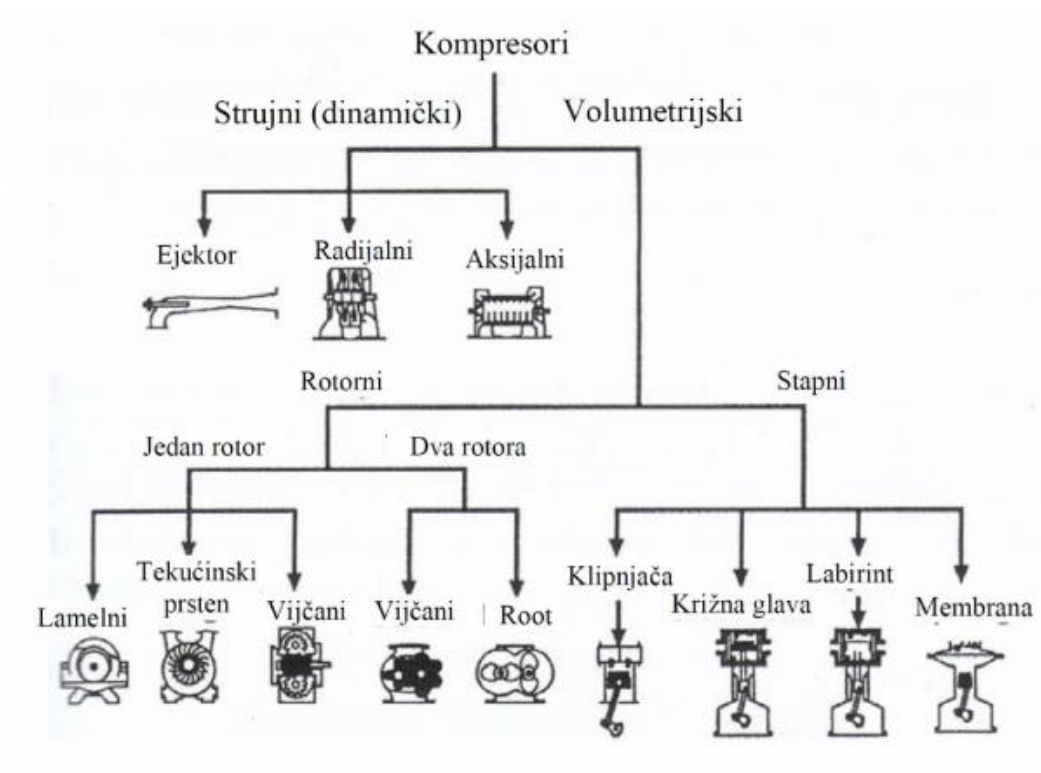 Kompresori
Strujni (dinamički)
Volumetrijski
Ejektor
Radijalni
Aksijalni
Rotorni
Stapni
Jedan rotor
Dva rotora
Lamelni
Tekućinski
prsten
Vijčani
Vijčani
Root
Klipnjača
Križna glava
Labirint
Membrana